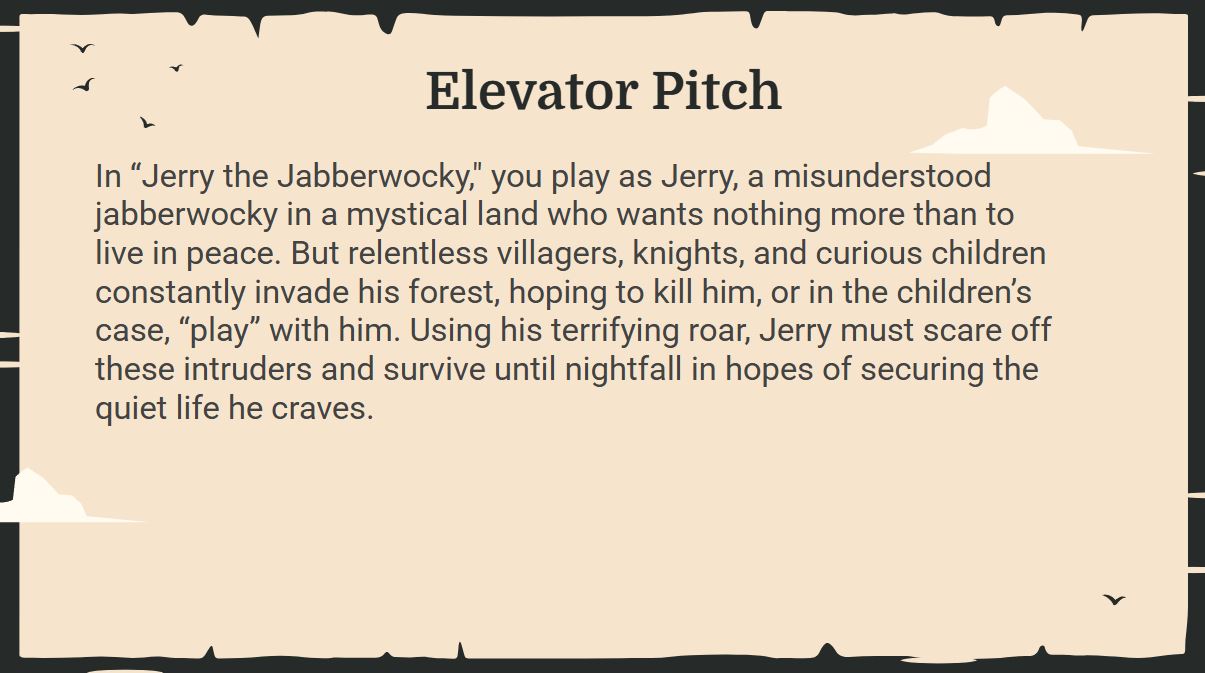 Elevator Pitch
In “Jerry the Jabberwocky," you play as Jerry, a misunderstood
jabberwocky in a mystical land who wants nothing more than to
live in peace. But relentless villagers, knights, and curious children
constantly invade his forest, hoping to kill him, or in the children’s
case, “play” with him. Using his terrifying roar, Jerry must scare off
these intruders and survive until nightfall in hopes of securing the
quiet life he craves.